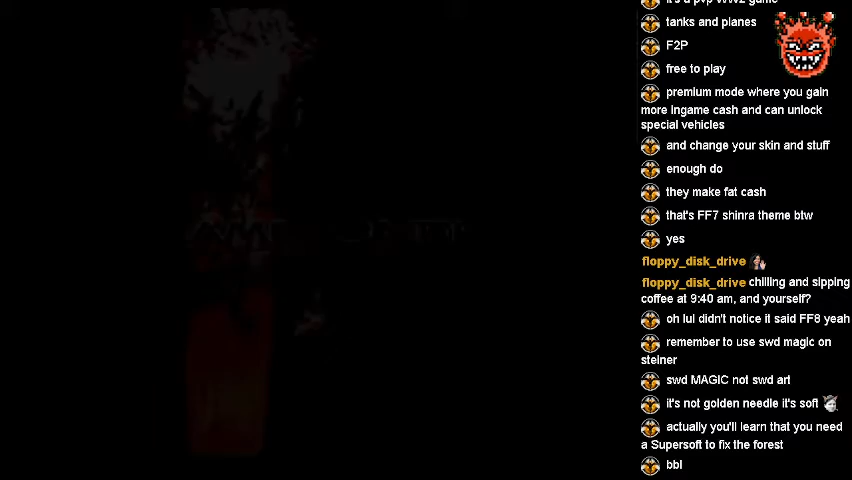 it's a pvp WW2 game
tanks and planes
F2P
free to play
premium mode where you gain
more ingame cash and can unlock
special vehicles
and change your skin and stuff
enough do
they make fat cash
that's FF7 shinra theme btw
yes
floppy_disk_drive
floppy_disk_drive chilling and sipping
coffee at 9:40 am, and yourself?
oh lul didn't notice it said FF8 yeah
remember to use swd magic on
steiner
swd MAGIC not swd art
it's not golden needle it's soft
actually you'll learn that you need
a Supersoft to fix the forest
bbl